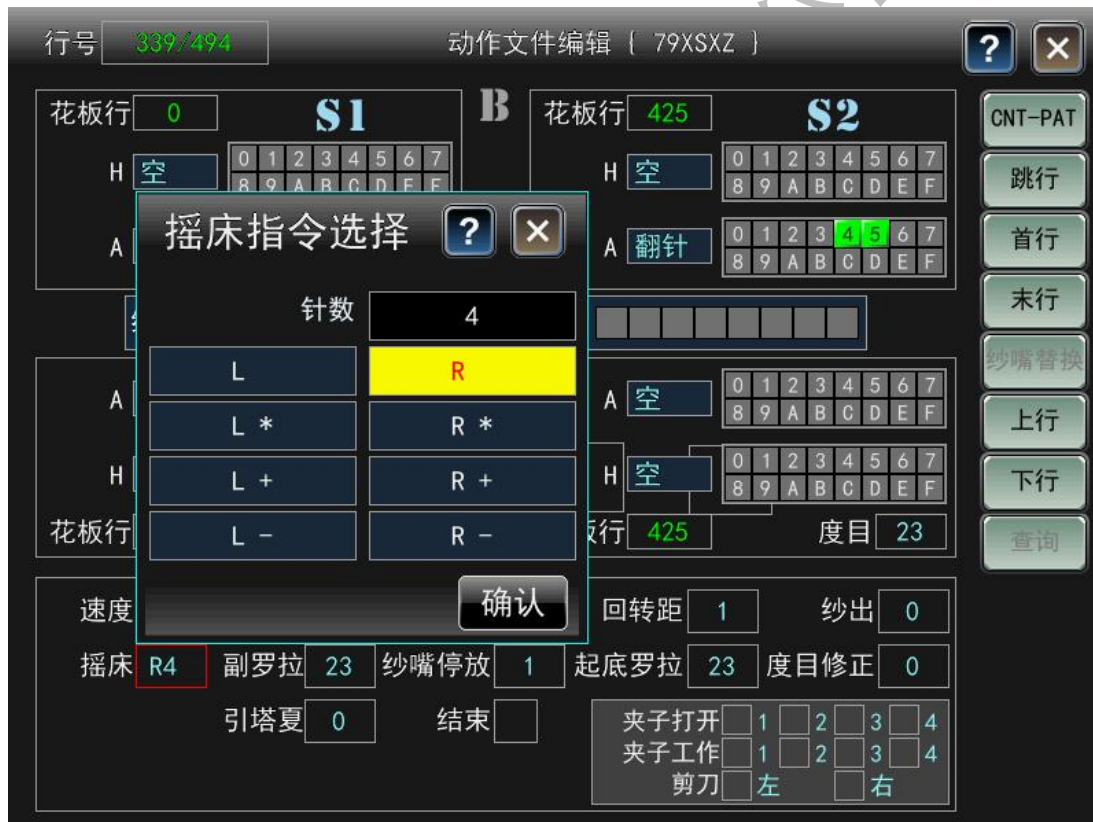 行号 339/494 动作文件编辑 { 79XSXZ } ? ×
花板行 0 S1 B 花板行 425 S2 CNT-PAT
H 空 0 1 2 3 4 5 6 7 H 空 0 1 2 3 4 5 6 7 跳行
8 9 A B C D E F 8 9 A B C D E F
摇床指令选择 ? ×
A A 翻针 0 1 2 3 4 5 6 7 首行
8 9 A B C D E F
针数 4 末行
L R 纱嘴替换
A A 空 0 1 2 3 4 5 6 7
8 9 A B C D E F
L * R * 上行
H L + R + H 空 0 1 2 3 4 5 6 7 下行
8 9 A B C D E F
花板行 L - R - 板行 425 度目 23 查询
确认
速度 回转距 1 纱出 0
摇床 R4 副罗拉 23 纱嘴停放 1 起底罗拉 23 度目修正 0
引塔夏 0 结束
夹子打开 1 2 3 4
夹子工作 1 2 3 4
剪刀 左 右